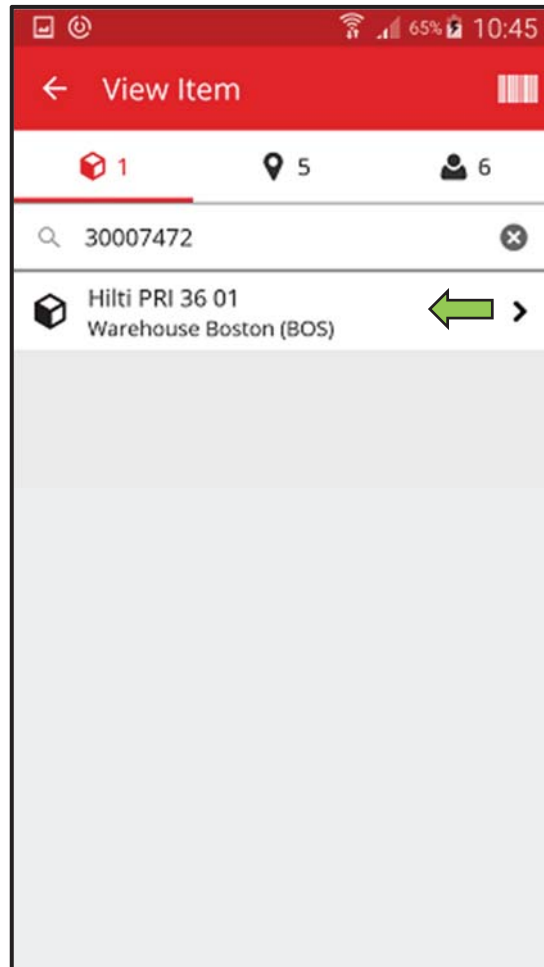 65% 10:45
View Item
1 5 6
30007472
Hilti PRI 36 01
Warehouse Boston (BOS)